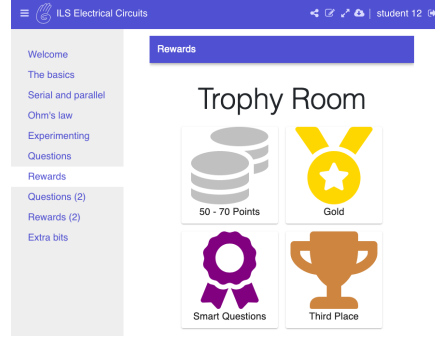 ILS Electrical Circuits
student 12
Welcome
The basics
Serial and parallel
Ohm's law
Experimenting
Questions
Rewards
Questions (2)
Rewards (2)
Extra bits
Rewards
Trophy Room
50 - 70 Points
Gold
Smart Questions
Third Place